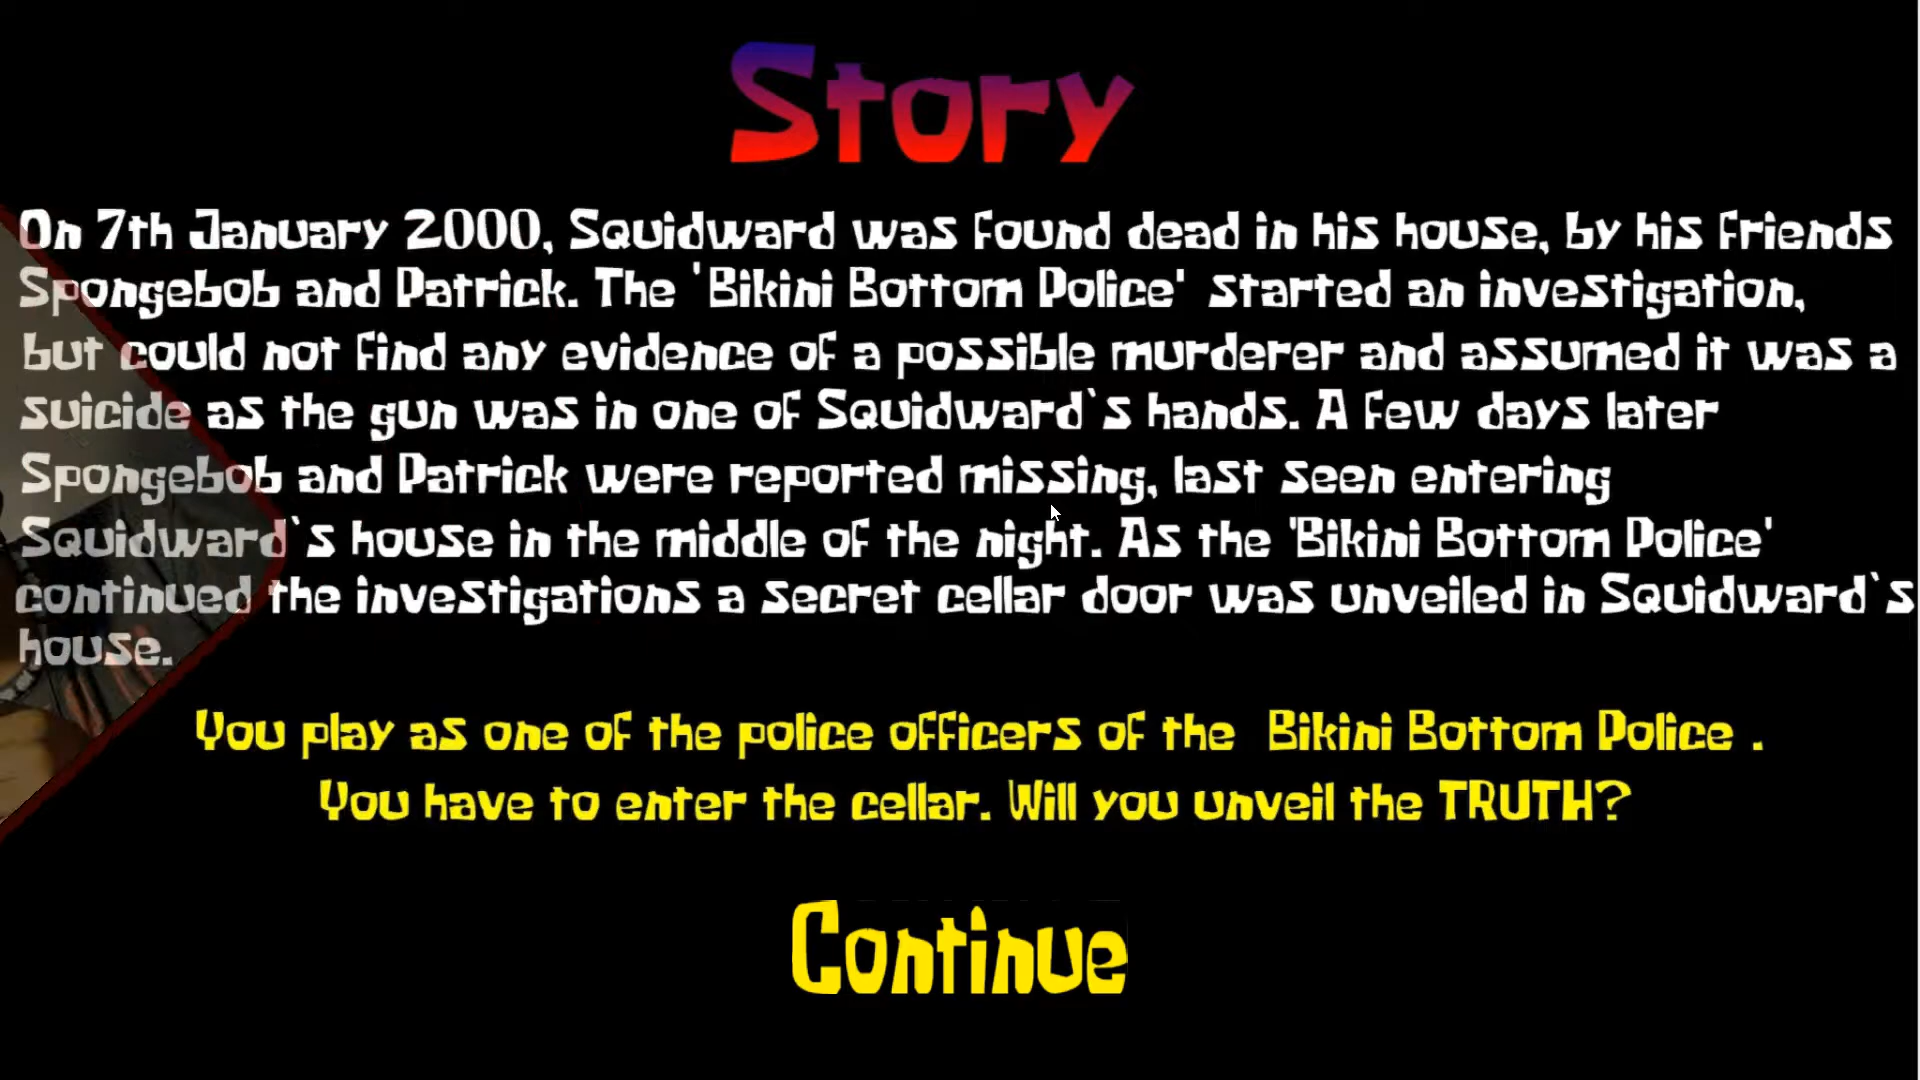 Story
On 7th January 2000, Squidward was found dead in his house, by his friends
Spongebob and Patrick. The 'Bikini Bottom Police' started an investigation,
but could not find any evidence of a possible murderer and assumed it was a
suicide as the gun was in one of Squidward`s hands. A few days later
Spongebob and Patrick were reported missing, last seen entering
Squidward`s house in the middle of the night. As the 'Bikini Bottom Police'
continued the investigations a secret cellar door was unveiled in Squidward`s
house.
You play as one of the police officers of the Bikini Bottom Police .
You have to enter the cellar. Will you unveil the TRUTH?
Continue